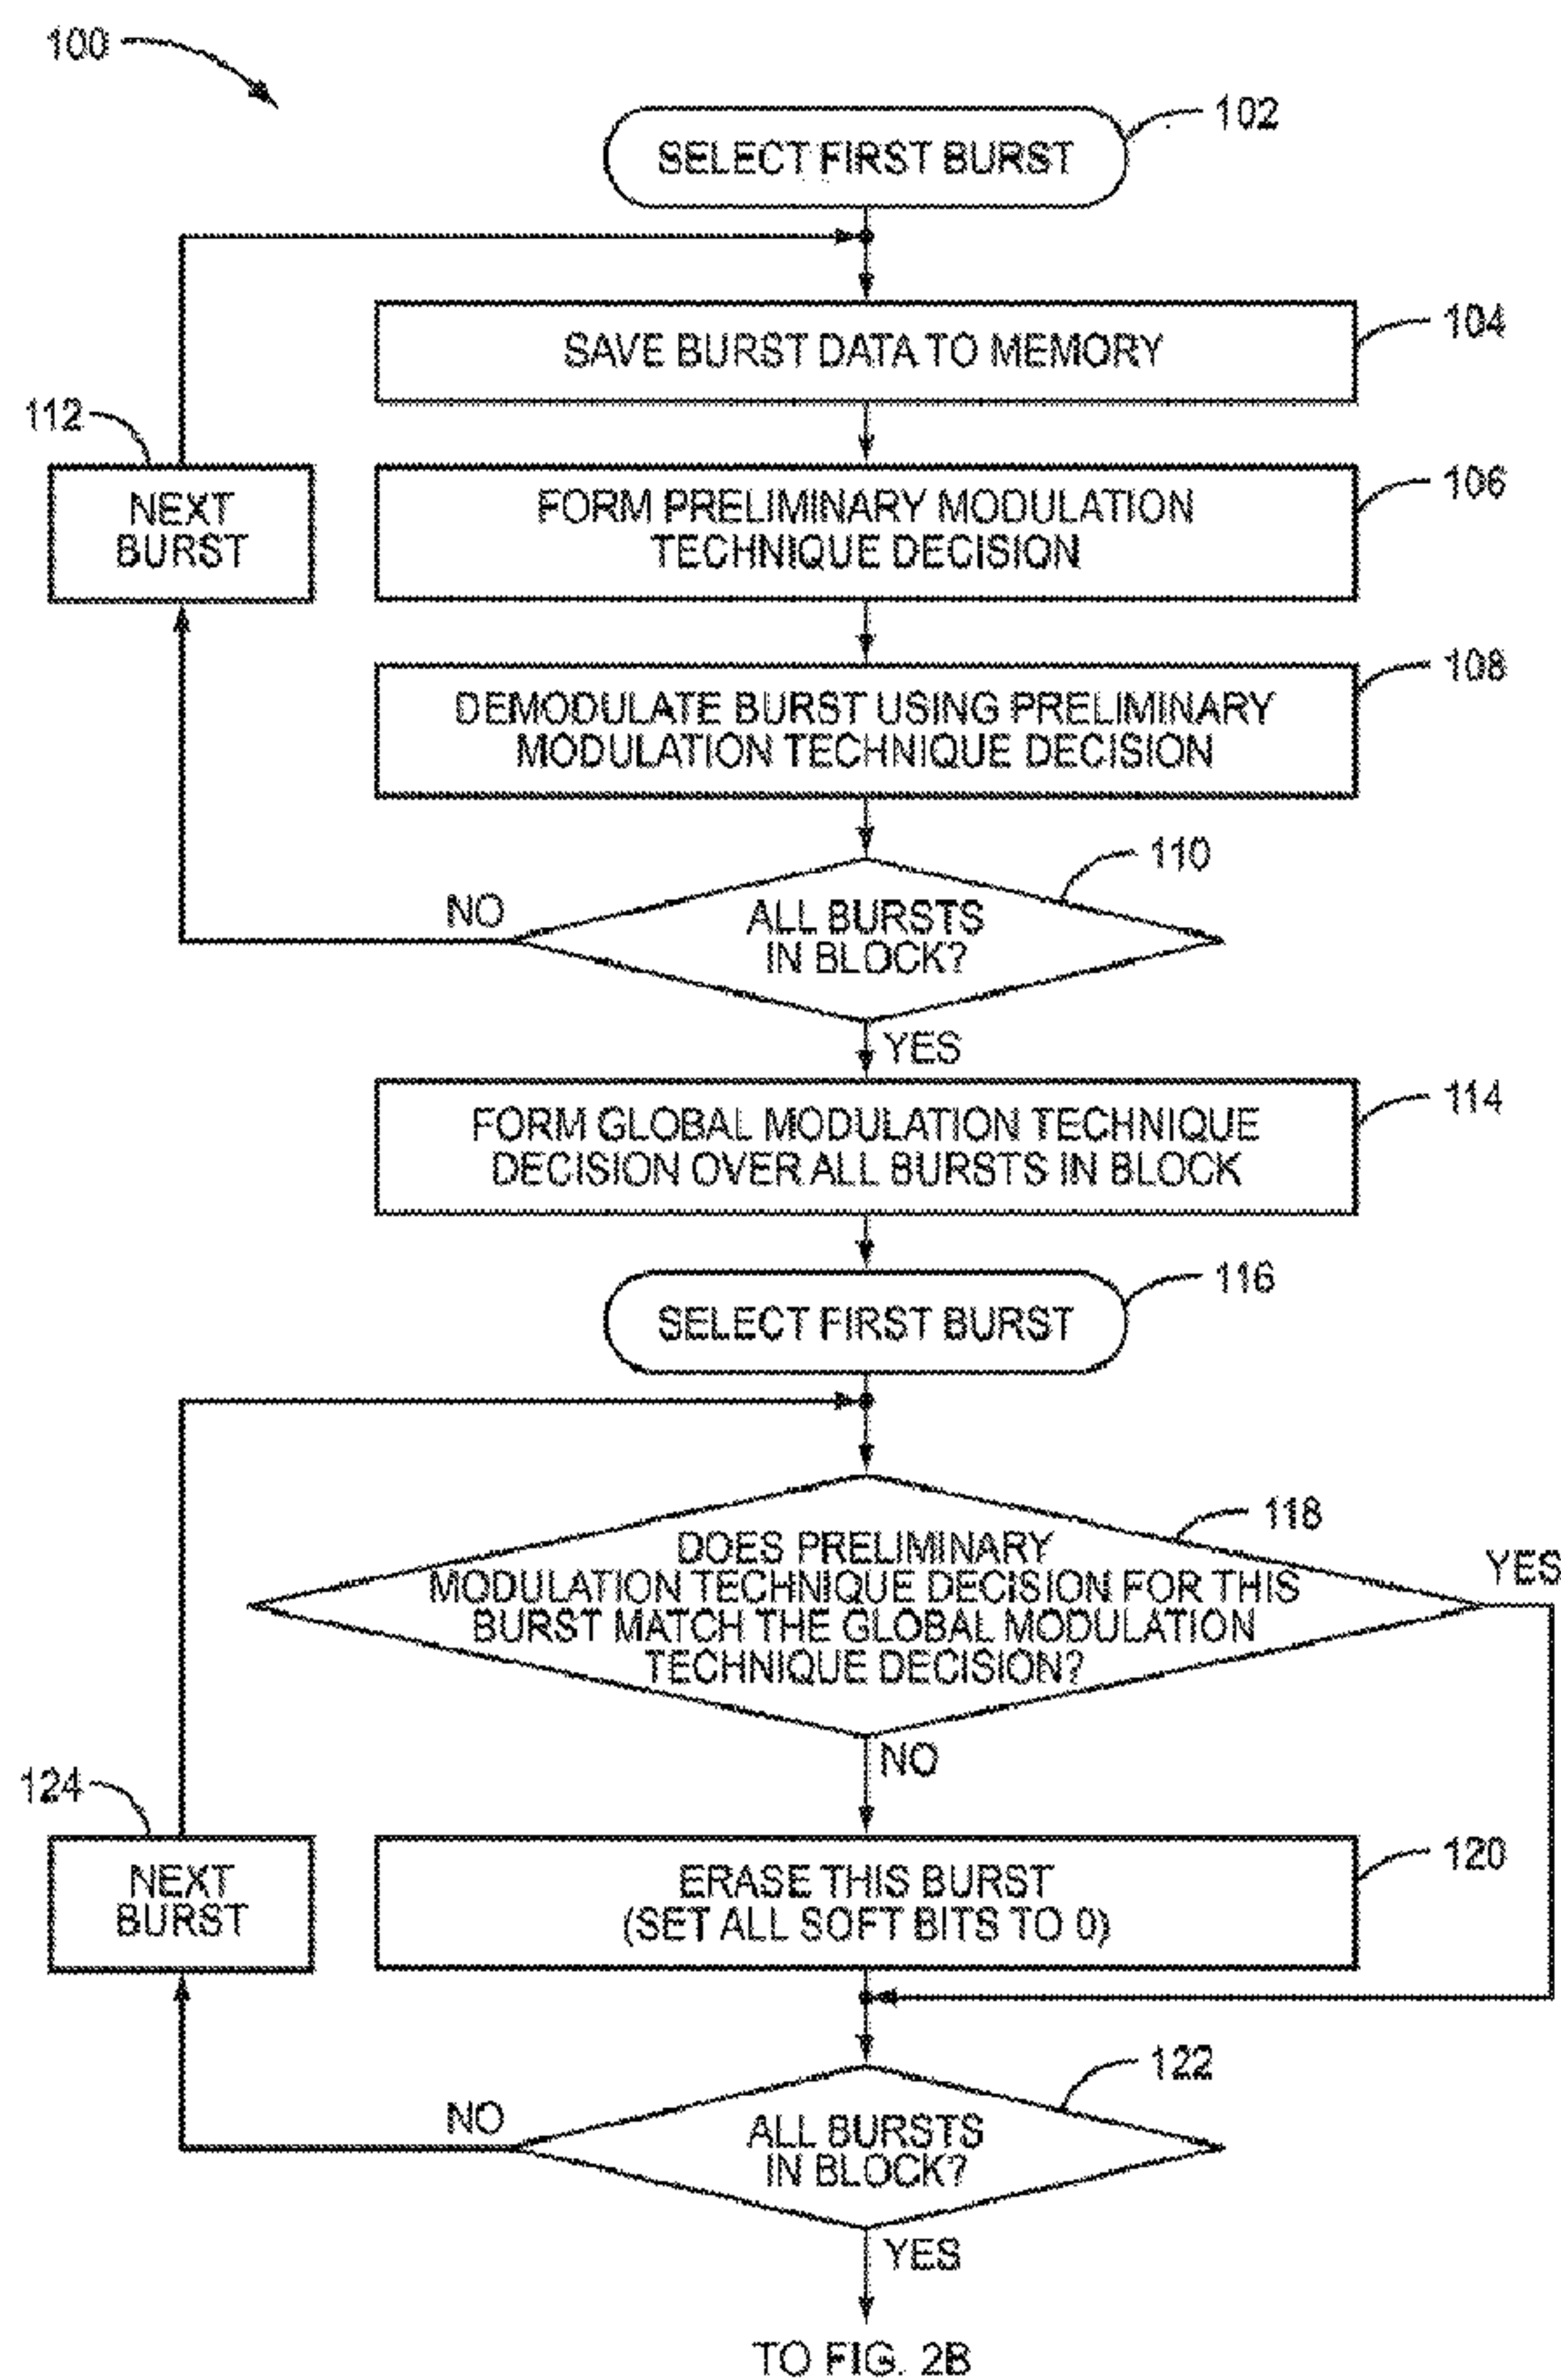 100
102
SELECT FIRST BURST
SAVE BURST DATA TO MEMORY
104
112
NEXT
BURST
FORM PRELIMINARY MODULATION
TECHNIQUE DECISION
106
DEMODULATE BURST USING PRELIMINARY
MODULATION TECHNIQUE DECISION
108
110
NO
ALL BURSTS
IN BLOCK?
YES
FORM GLOBAL MODULATION TECHNIQUE
DECISION OVER ALL BURSTS IN BLOCK
114
116
SELECT FIRST BURST
118
DOES PRELIMINARY
MODULATION TECHNIQUE DECISION FOR THIS
BURST MATCH THE GLOBAL MODULATION
TECHNIQUE DECISION?
YES
NO
124
NEXT
BURST
ERASE THIS BURST
(SET ALL SOFT BITS TO 0)
120
122
NO
ALL BURSTS
IN BLOCK?
YES
TO FIG. 2B